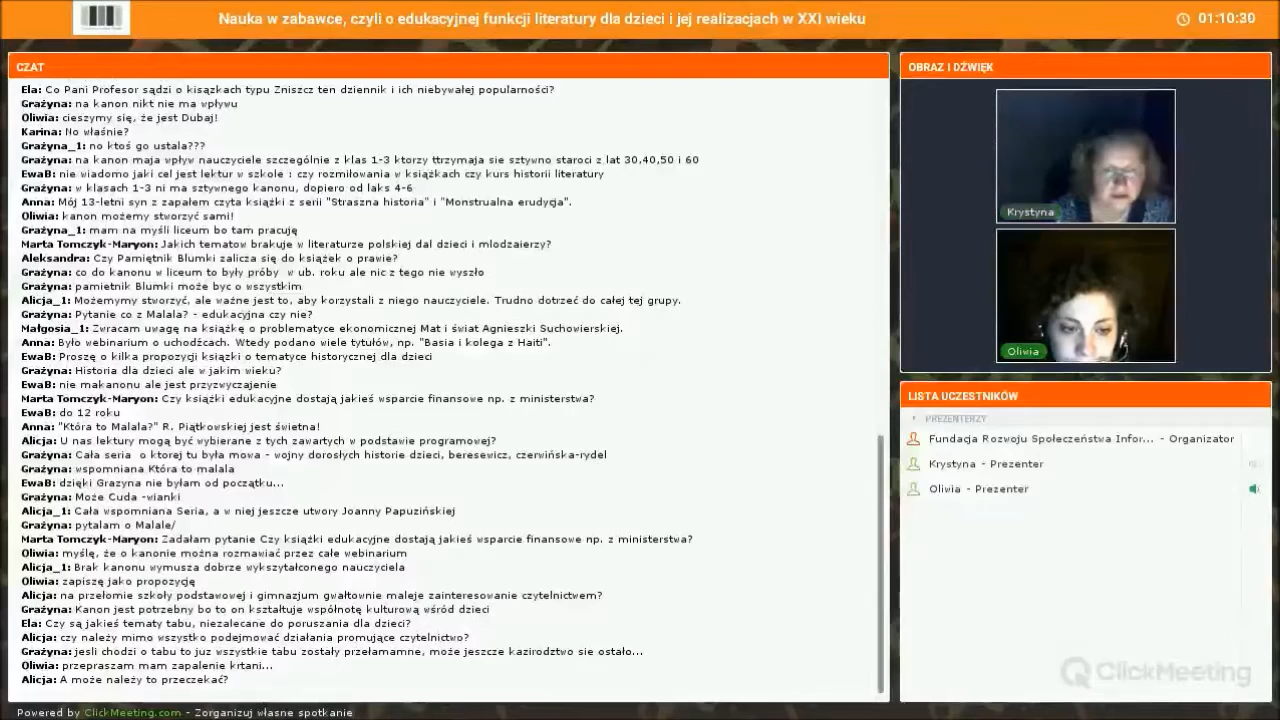 Nauka w zabawce, czyli o edukacyjnej funkcji literatury dla dzieci i jej realizacjach w XXI wieku
01:10:30
CZAT
Ela: Co Pani Profesor sądzi o kisązkach typu Zniszcz ten dziennik i ich niebywałej popularności?
Grażyna: na kanon nikt nie ma wpływu
Oliwia: cieszymy się, że jest Dubaj!
Karina: No właśnie?
Grażyna_1: no ktoś go ustala???
Grażyna: na kanon maja wpływ nauczyciele szczególnie z klas 1-3 ktorzy ttrzymaja sie sztywno staroci z lat 30,40,50 i 60
EwaB: nie wiadomo jaki cel jest lektur w szkole : czy rozmiłowania w książkach czy kurs historii literatury
Grażyna: w klasach 1-3 ni ma sztywnego kanonu, dopiero od laks 4-6
Anna: Mój 13-letni syn z zapałem czyta książki z serii "Straszna historia" i "Monstrualna erudycja".
Oliwia: kanon możemy stworzyć sami!
Grażyna_1: mam na myśli liceum bo tam pracuję
Marta Tomczyk-Maryon: Jakich tematow brakuje w literaturze polskiej dal dzieci i mlodzaierzy?
Aleksandra: Czy Pamiętnik Blumki zalicza się do książek o prawie?
Grażyna: co do kanonu w liceum to były próby w ub. roku ale nic z tego nie wyszło
Grażyna: pamietnik Blumki może byc o wszystkim
Alicja_1: Możemymy stworzyć, ale ważne jest to, aby korzystali z niego nauczyciele. Trudno dotrzeć do całej tej grupy.
Grażyna: Pytanie co z Malala? - edukacyjna czy nie?
Małgosia_1: Zwracam uwagę na książkę o problematyce ekonomicznej Mat i świat Agnieszki Suchowierskiej.
Anna: Było webinarium o uchodźcach. Wtedy podano wiele tytułów, np. "Basia i kolega z Haiti".
EwaB: Proszę o kilka propozycji książki o tematyce historycznej dla dzieci
Grażyna: Historia dla dzieci ale w jakim wieku?
EwaB: nie makanonu ale jest przyzwyczajenie
Marta Tomczyk-Maryon: Czy książki edukacyjne dostają jakieś wsparcie finansowe np. z ministerstwa?
EwaB: do 12 roku
Anna: "Która to Malala?" R. Piątkowskiej jest świetna!
Alicja: U nas lektury mogą być wybierane z tych zawartych w podstawie programowej?
Grażyna: Cała seria o ktorej tu była mowa - wojny dorosłych historie dzieci, beresewicz, czerwińska-rydel
Grażyna: wspomniana Która to malala
EwaB: dzięki Grazyna nie byłam od początku...
Grażyna: Może Cuda -wianki
Alicja_1: Cała wspomniana Seria, a w niej jeszcze utwory Joanny Papuzińskiej
Grażyna: pytalam o Malale/
Marta Tomczyk-Maryon: Zadałam pytanie Czy książki edukacyjne dostają jakieś wsparcie finansowe np. z ministerstwa?
Oliwia: myślę, że o kanonie można rozmawiać przez całe webinarium
Alicja_1: Brak kanonu wymusza dobrze wykształconego nauczyciela
Oliwia: zapiszę jako propozycję
Alicja: na przełomie szkoły podstawowej i gimnazjum gwałtownie maleje zainteresowanie czytelnictwem?
Grażyna: Kanon jest potrzebny bo to on kształtuje wspólnotę kulturową wśród dzieci
Ela: Czy są jakieś tematy tabu, niezalecane do poruszania dla dzieci?
Alicja: czy należy mimo wszystko podejmować działania promujące czytelnictwo?
Grażyna: jesli chodzi o tabu to juz wszystkie tabu zostały przełamamne, może jeszcze kazirodztwo sie ostało...
Oliwia: przepraszam mam zapalenie krtani...
Alicja: A może należy to przeczekać?
Powered by ClickMeeting.com - Zorganizuj własne spotkanie
OBRAZ I DŹWIĘK
Krystyna
Oliwia
LISTA UCZESTNIKÓW
PREZENTERZY
Fundacja Rozwoju Społeczeństwa Infor... - Organizator
Krystyna - Prezenter
Oliwia - Prezenter
ClickMeeting